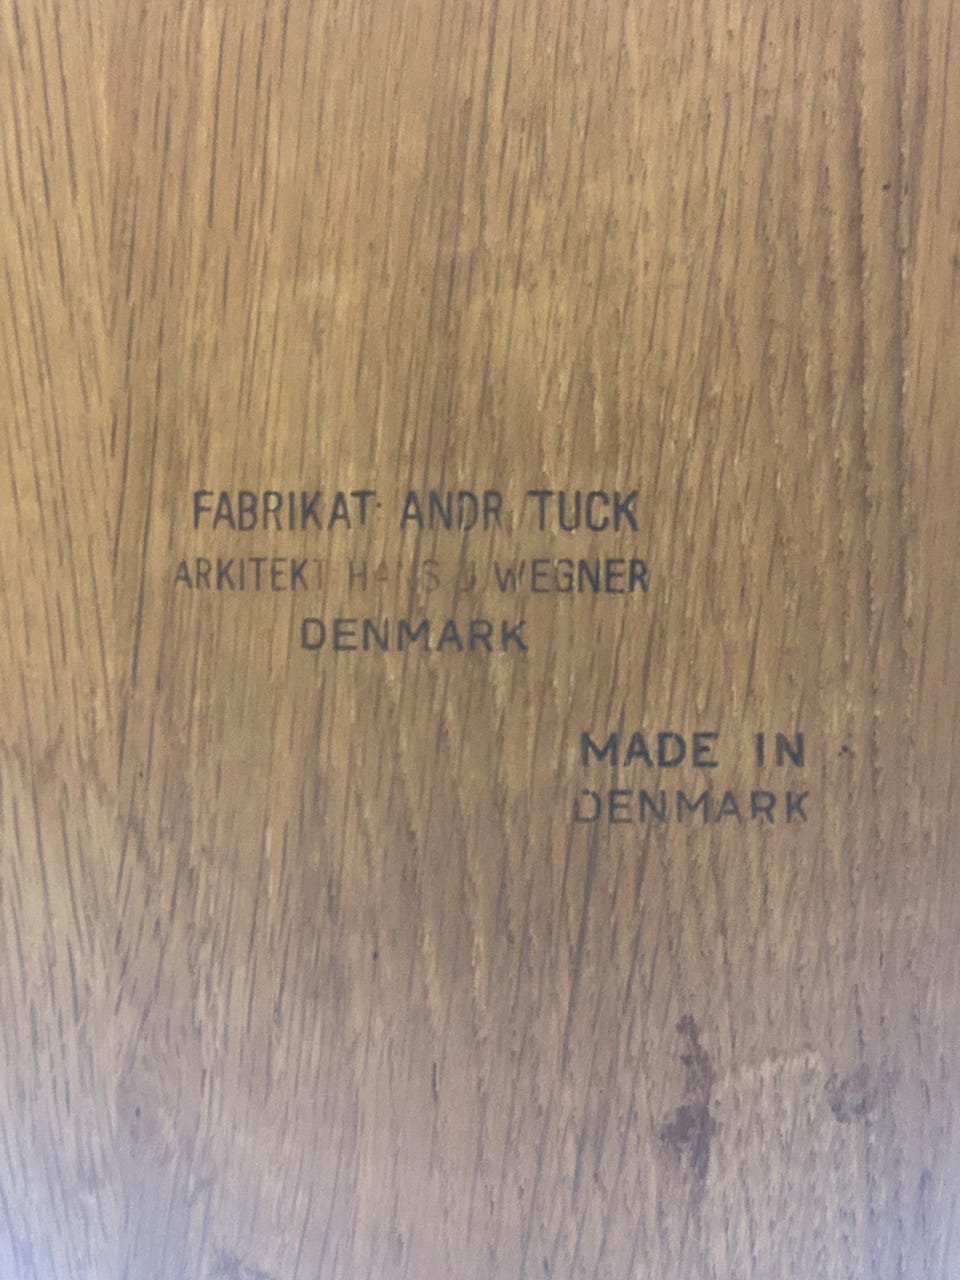 FABRIKAT: ANDR. TUCK
ARKITEKT HANS J WEGNER
DENMARK
MADE IN
DENMARK